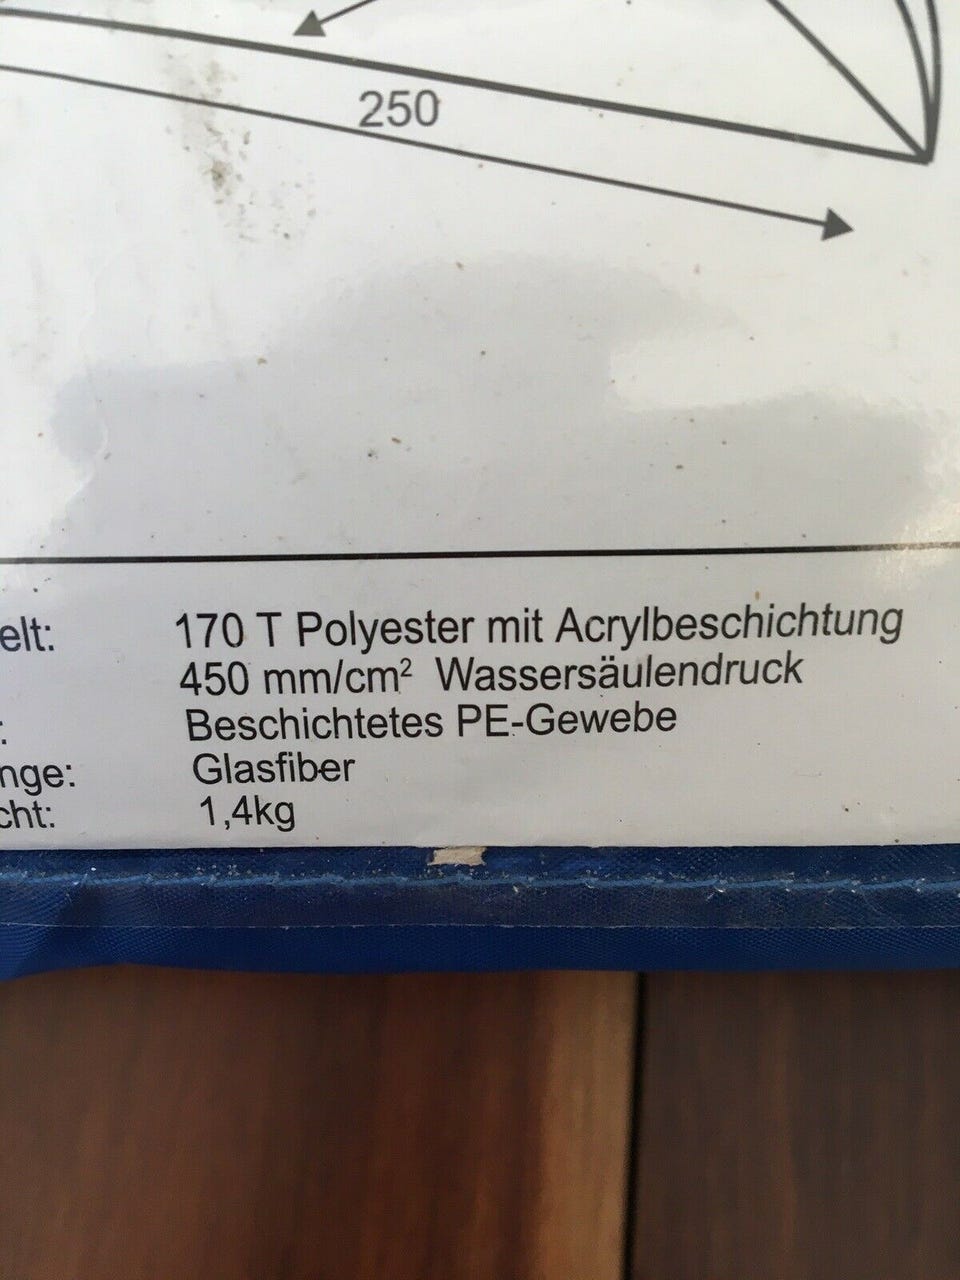 250
elt: 170 T Polyester mit Acrylbeschichtung
450 mm/cm² Wassersäulendruck
: Beschichtetes PE-Gewebe
nge: Glasfiber
cht: 1,4kg